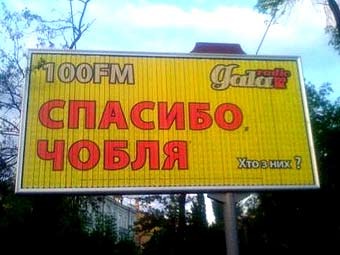 100FM
gala radio
СПАСИБО,
ЧОБЛЯ
Хто з них ?